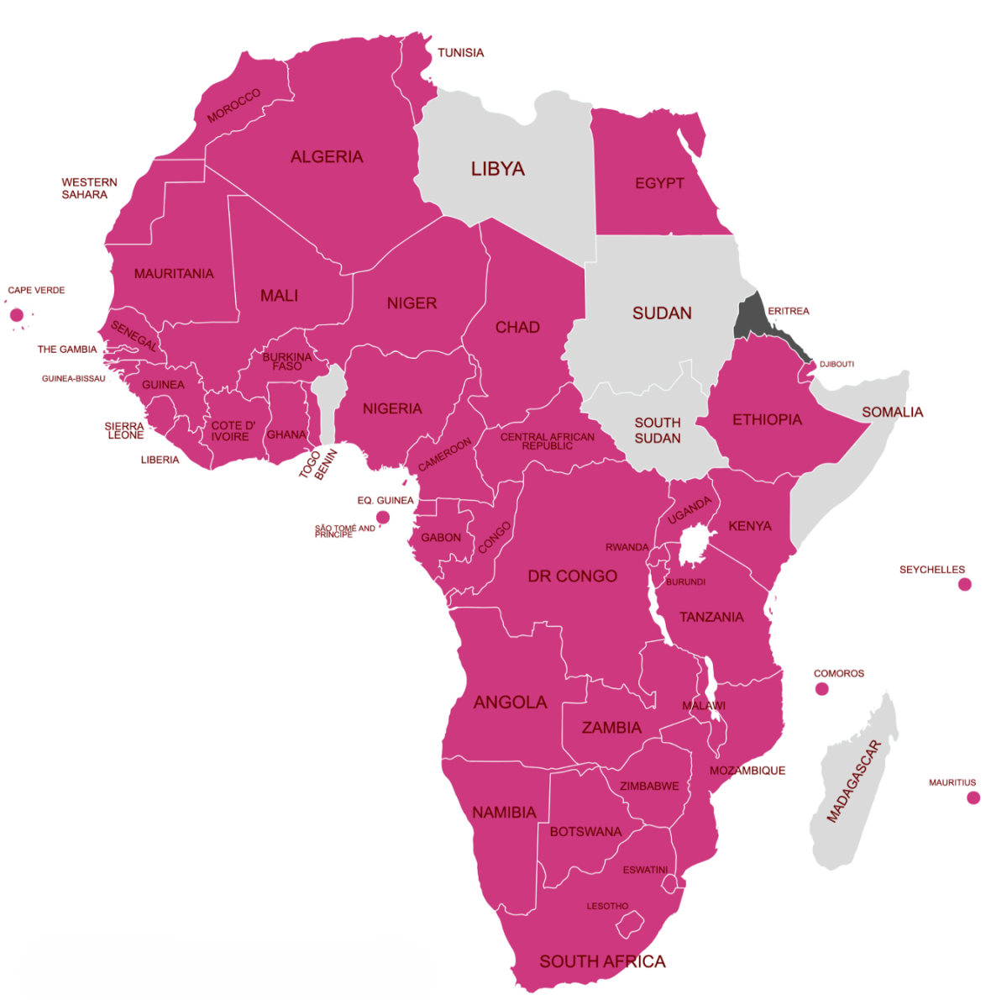 TUNISIA
MOROCCO
ALGERIA
LIBYA
EGYPT
WESTERN
SAHARA
MAURITANIA
MALI
NIGER
CHAD
SUDAN
ERITREA
CAPE VERDE
SENEGAL
THE GAMBIA
GUINEA-BISSAU
GUINEA
BURKINA
FASO
DJIBOUTI
SIERRA
LEONE
LIBERIA
COTE D'
IVOIRE
GHANA
TOGO
BENIN
NIGERIA
CAMEROON
CENTRAL AFRICAN
REPUBLIC
SOUTH
SUDAN
ETHIOPIA
SOMALIA
EQ. GUINEA
SÃO TOMÉ AND
PRINCIPE
GABON
CONGO
DR CONGO
UGANDA
KENYA
RWANDA
BURUNDI
TANZANIA
SEYCHELLES
COMOROS
ANGOLA
ZAMBIA
MALAWI
MOZAMBIQUE
MADAGASCAR
MAURITIUS
ZIMBABWE
NAMIBIA
BOTSWANA
ESWATINI
LESOTHO
SOUTH AFRICA